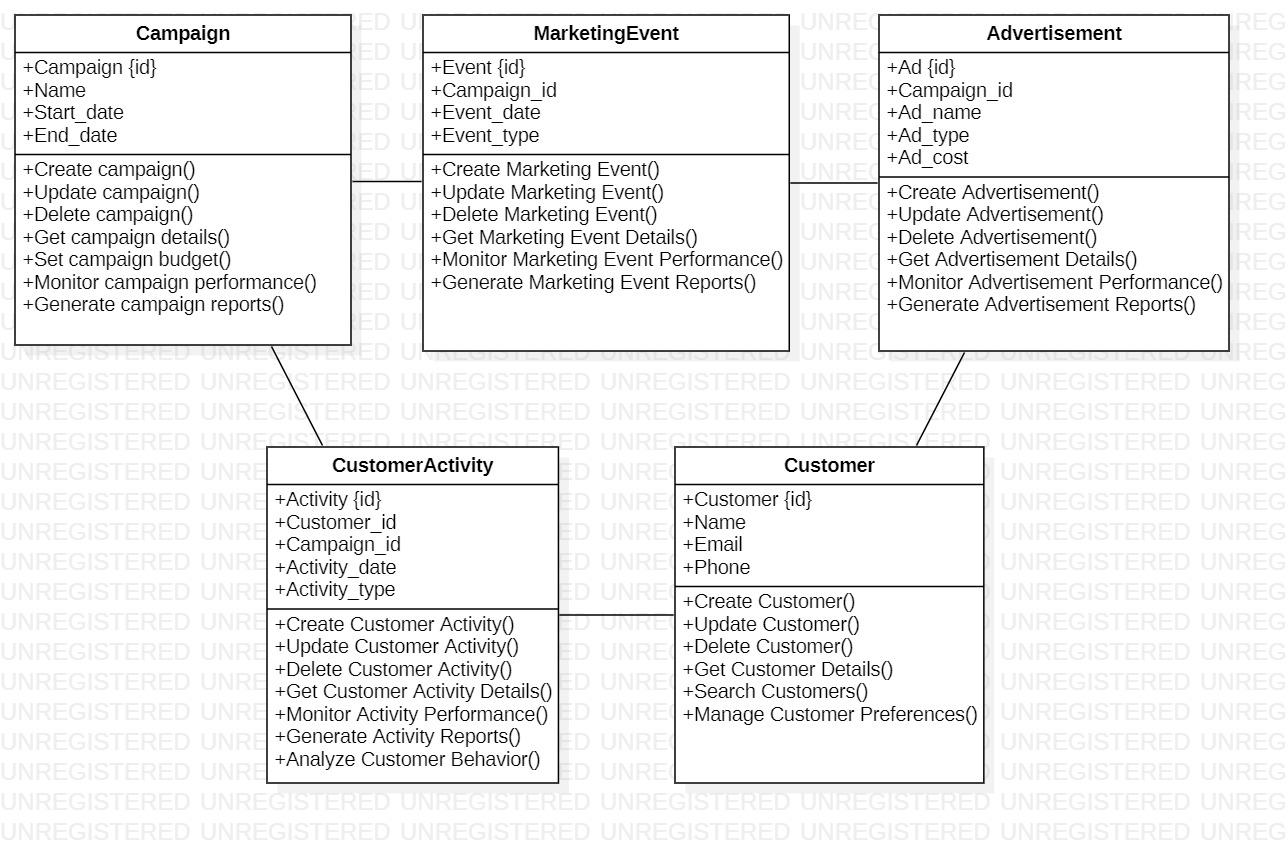 Campaign
+Campaign {id}
+Name
+Start_date
+End_date
+Create campaign()
+Update campaign()
+Delete campaign()
+Get campaign details()
+Set campaign budget()
+Monitor campaign performance()
+Generate campaign reports()
MarketingEvent
+Event {id}
+Campaign_id
+Event_date
+Event_type
+Create Marketing Event()
+Update Marketing Event()
+Delete Marketing Event()
+Get Marketing Event Details()
+Monitor Marketing Event Performance()
+Generate Marketing Event Reports()
Advertisement
+Ad {id}
+Campaign_id
+Ad_name
+Ad_type
+Ad_cost
+Create Advertisement()
+Update Advertisement()
+Delete Advertisement()
+Get Advertisement Details()
+Monitor Advertisement Performance()
+Generate Advertisement Reports()
CustomerActivity
+Activity {id}
+Customer_id
+Campaign_id
+Activity_date
+Activity_type
+Create Customer Activity()
+Update Customer Activity()
+Delete Customer Activity()
+Get Customer Activity Details()
+Monitor Activity Performance()
+Generate Activity Reports()
+Analyze Customer Behavior()
Customer
+Customer {id}
+Name
+Email
+Phone
+Create Customer()
+Update Customer()
+Delete Customer()
+Get Customer Details()
+Search Customers()
+Manage Customer Preferences()
UNREGISTERED UNREGISTERED UNREGISTERED UNREGISTERED UNREGISTERED UNREGISTERED